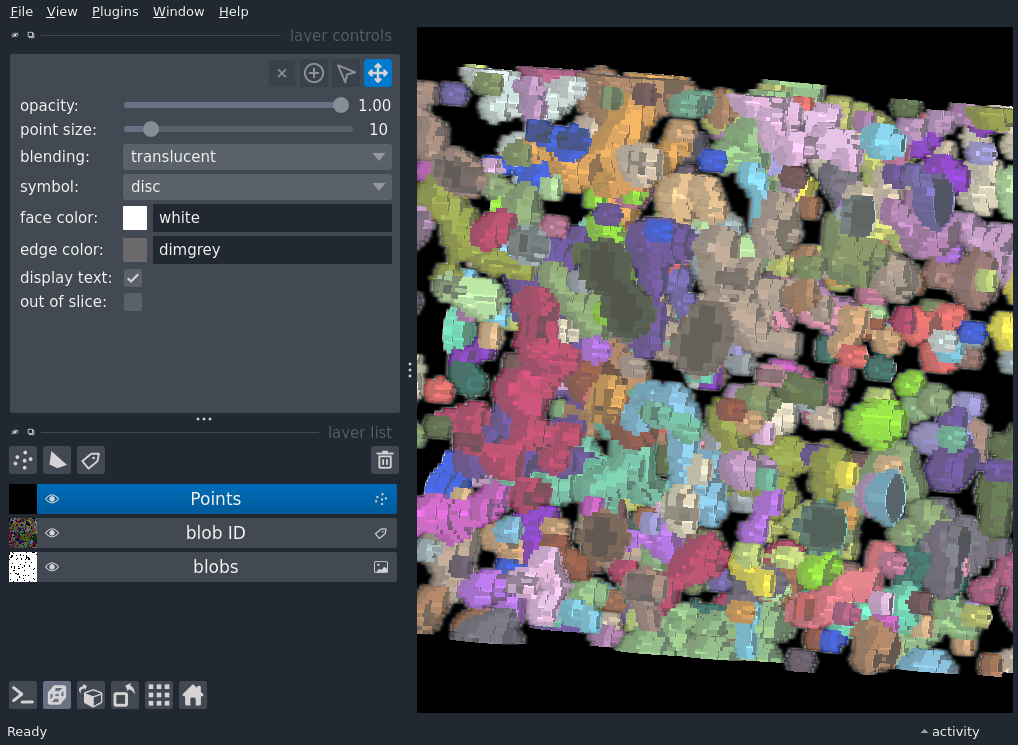 File View Plugins Window Help
layer controls
opacity: 1.00
point size: 10
blending: translucent
symbol: disc
face color: white
edge color: dimgrey
display text:
out of slice:
layer list
Points
blob ID
blobs
Ready activity